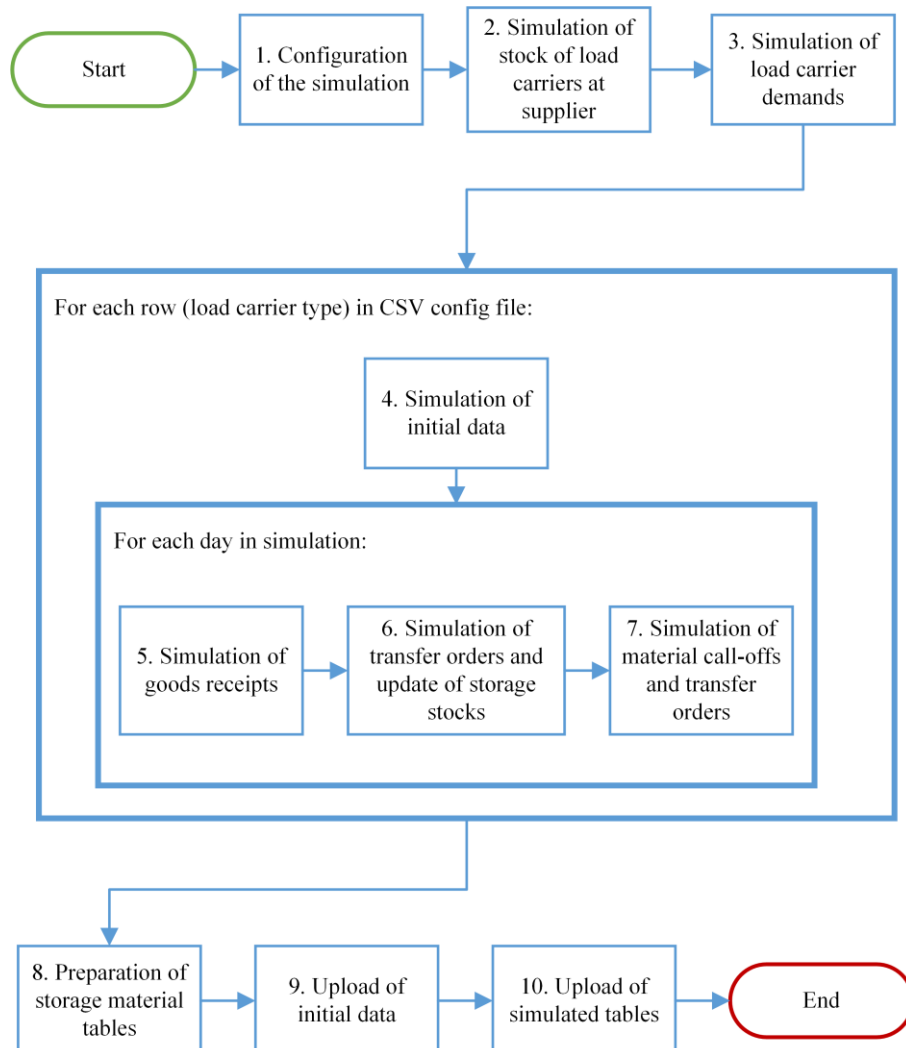 Start
1. Configuration
of the simulation
2. Simulation of
stock of load
carriers at
supplier
3. Simulation of
load carrier
demands
For each row (load carrier type) in CSV config file:
4. Simulation of
initial data
For each day in simulation:
5. Simulation of
goods receipts
6. Simulation of
transfer orders and
update of storage
stocks
7. Simulation of
material call-offs
and transfer
orders
8. Preparation of
storage material
tables
9. Upload of
initial data
10. Upload of
simulated tables
End